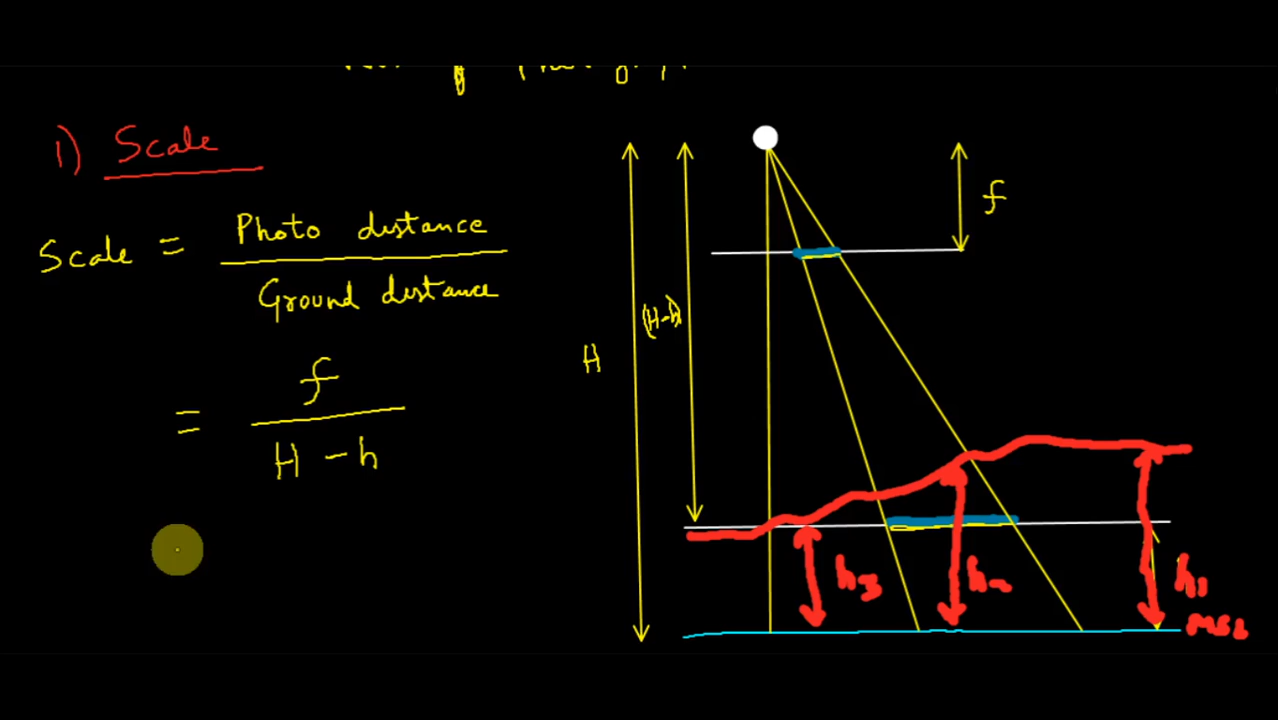 1) Scale
Scale = Photo distance / Ground distance
= f / H - h
H
(H-h)
f
h3
h2
h1
MSL